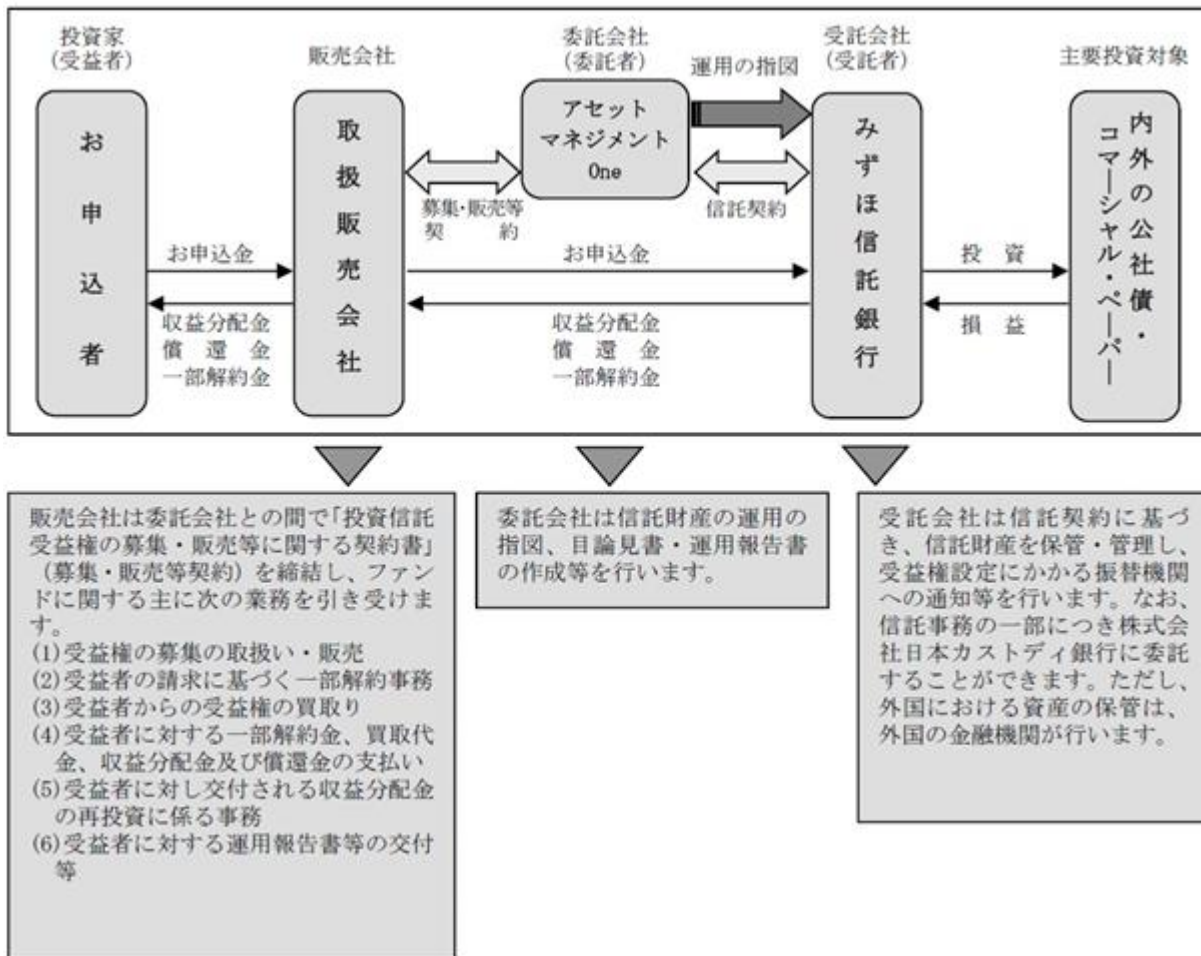 投資家
(受益者)
販売会社
委託会社
(委託者)
運用の指図
受託会社
(受託者)
主要投資対象
お申込者
取扱販売会社
アセット
マネジメント
One
みずほ信託銀行
内外の公社債・
コマーシャル・ペーパー
募集・販売等
契 約
信託契約
お申込金
お申込金
投 資
収益分配金
償 還 金
一部解約金
収益分配金
償 還 金
一部解約金
損 益
販売会社は委託会社との間で「投資信託
受益権の募集・販売等に関する契約書」
(募集・販売等契約)を締結し、ファン
ドに関する主に次の業務を引き受けま
す。
(1)受益権の募集の取扱い・販売
(2)受益者の請求に基づく一部解約事務
(3)受益者からの受益権の買取り
(4)受益者に対する一部解約金、買取代
金、収益分配金及び償還金の支払い
(5)受益者に対し交付される収益分配金
の再投資に係る事務
(6)受益者に対する運用報告書等の交付
等
委託会社は信託財産の運用の
指図、目論見書・運用報告書
の作成等を行います。
受託会社は信託契約に基づ
き、信託財産を保管・管理し、
受益権設定にかかる振替機関
への通知等を行います。なお、
信託事務の一部につき株式会
社日本カストディ銀行に委託
することができます。ただし、
外国における資産の保管は、
外国の金融機関が行います。